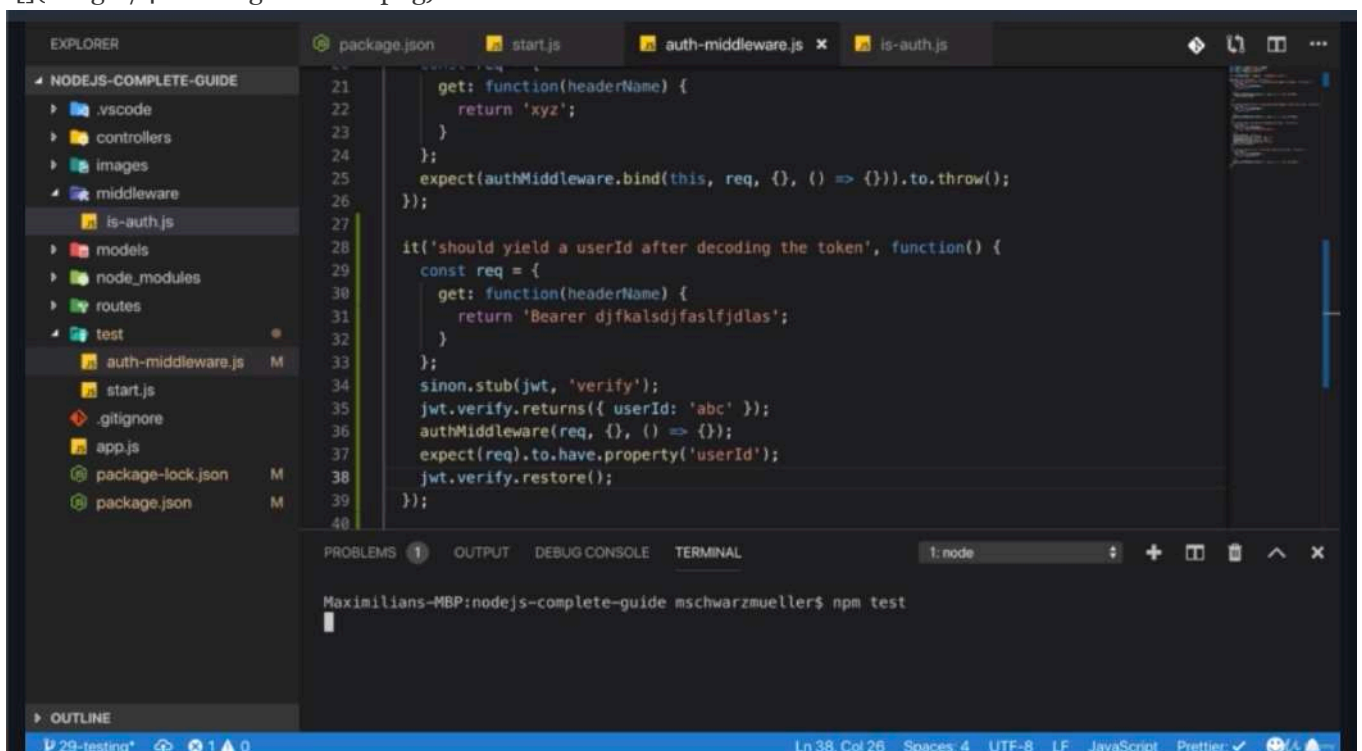 EXPLORER
NODEJS-COMPLETE-GUIDE
.vscode
controllers
images
middleware
is-auth.js
models
node_modules
routes
test
auth-middleware.js M
start.js
.gitignore
app.js
package-lock.json M
package.json M
OUTLINE
package.json start.js auth-middleware.js × is-auth.js
21 get: function(headerName) {
22 return 'xyz';
23 }
24 };
25 expect(authMiddleware.bind(this, req, {}, () => {})).to.throw();
26 });
27
28 it('should yield a userId after decoding the token', function() {
29 const req = {
30 get: function(headerName) {
31 return 'Bearer djfkalsdjfaslfjdlas';
32 }
33 };
34 sinon.stub(jwt, 'verify');
35 jwt.verify.returns({ userId: 'abc' });
36 authMiddleware(req, {}, () => {});
37 expect(req).to.have.property('userId');
38 jwt.verify.restore();
39 });
40
PROBLEMS 1 OUTPUT DEBUG CONSOLE TERMINAL 1: node
Maximilians-MBP:nodejs-complete-guide mschwarzmueller$ npm test
29-testing* 1 0 Ln 38, Col 26 Spaces: 4 UTF-8 LF JavaScript Prettier: ✓